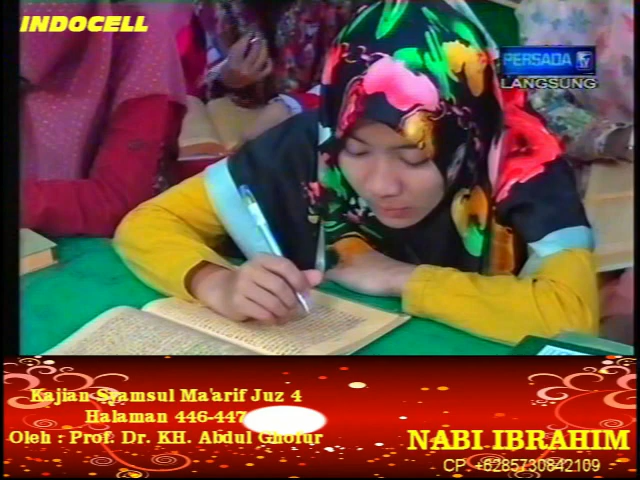 INDOCELL
PERSADA TV
LANGSUNG
Kajian Syamsul Ma'arif Juz 4
Halaman 446-447
Oleh : Prof. Dr. KH. Abdul Ghofur
NABI IBRAHIM
CP. +6285730842109